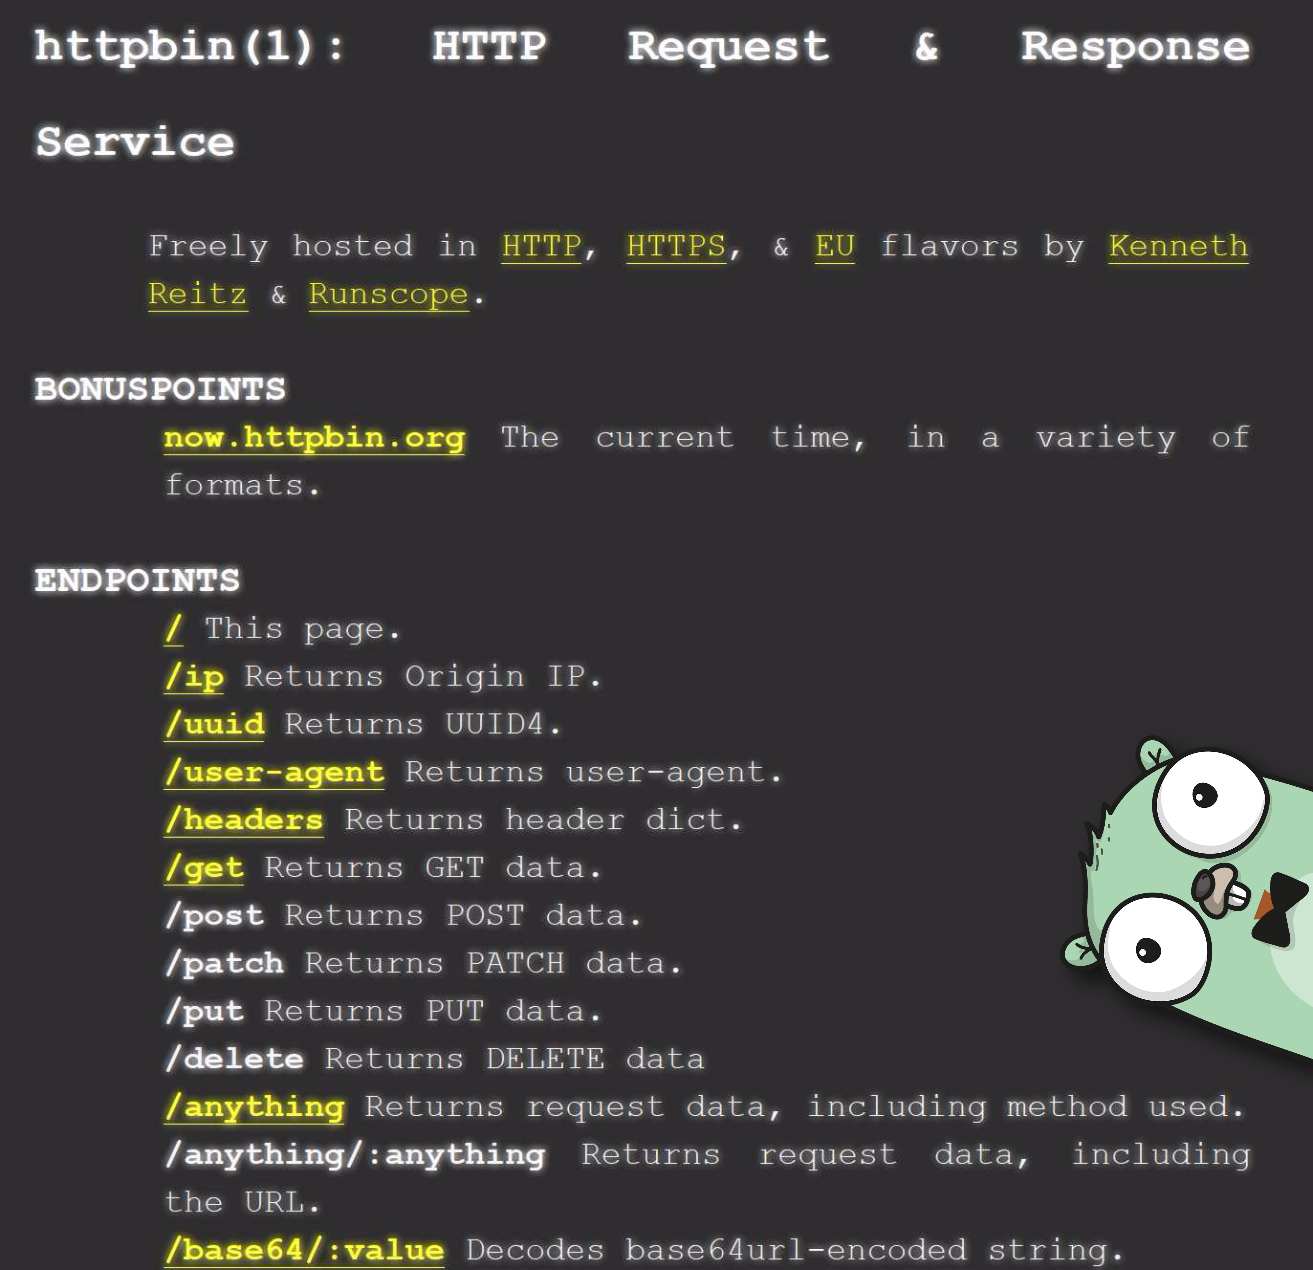 httpbin(1): HTTP Request & Response
Service
Freely hosted in HTTP, HTTPS, & EU flavors by Kenneth
Reitz & Runscope.
BONUSPOINTS
now.httpbin.org The current time, in a variety of
formats.
ENDPOINTS
/ This page.
/ip Returns Origin IP.
/uuid Returns UUID4.
/user-agent Returns user-agent.
/headers Returns header dict.
/get Returns GET data.
/post Returns POST data.
/patch Returns PATCH data.
/put Returns PUT data.
/delete Returns DELETE data
/anything Returns request data, including method used.
/anything/:anything Returns request data, including
the URL.
/base64/:value Decodes base64url-encoded string.